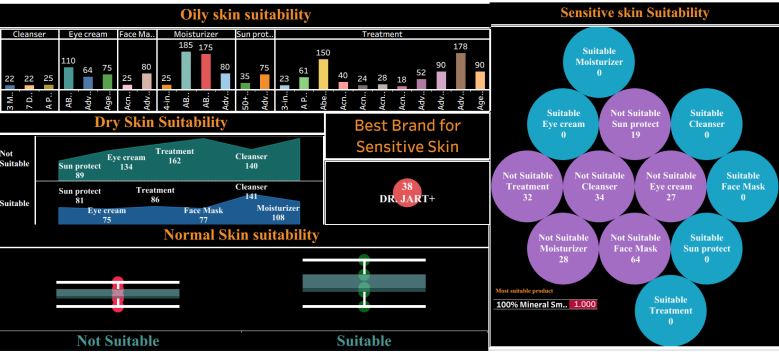 Oily skin suitability
Cleanser
Eye cream
Face Ma..
Moisturizer
Sun prot..
Treatment
22
22
25
110
64
75
25
80
25
185
175
80
35
75
23
61
150
40
24
28
18
52
90
178
90
3 M..
7 D..
A P..
AB..
Adv..
Age..
Acn..
Adv..
4-in..
AB..
AB..
Adv..
50+..
Adv..
3-in..
A P..
Abe..
Acn..
Acn..
Acn..
Acn..
Adv..
Adv..
Adv..
Age..
Dry Skin Suitability
Not
Suitable
Sun protect
89
Eye cream
134
Treatment
162
Cleanser
140
Suitable
Sun protect
81
Eye cream
75
Treatment
86
Face Mask
77
Cleanser
141
Moisturizer
108
Best Brand for
Sensitive Skin
38
DR. JART+
Normal Skin suitability
Not Suitable
Suitable
Sensitive skin Suitability
Suitable
Moisturizer
0
Suitable
Eye cream
0
Not Suitable
Sun protect
19
Suitable
Cleanser
0
Not Suitable
Treatment
32
Not Suitable
Cleanser
34
Not Suitable
Eye cream
27
Suitable
Face Mask
0
Not Suitable
Moisturizer
28
Not Suitable
Face Mask
64
Suitable
Sun protect
0
Suitable
Treatment
0
Most suitable product
100% Mineral Sm..
1.000